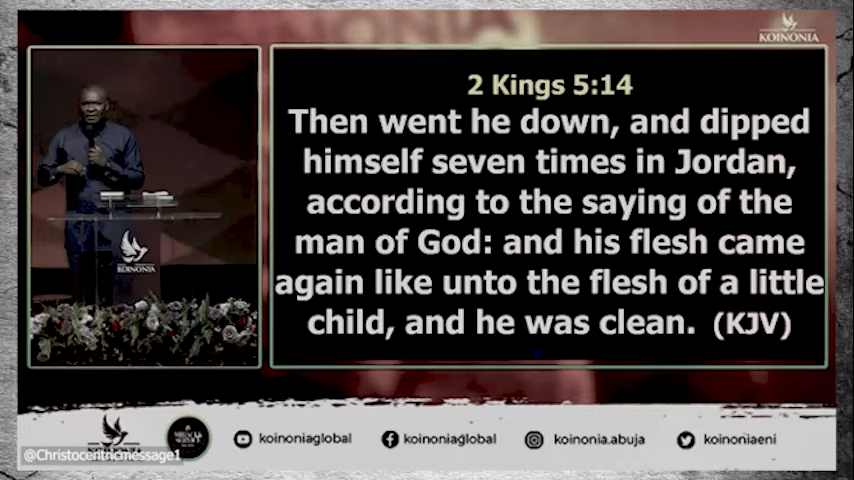 KOINONIA
2 Kings 5:14
Then went he down, and dipped
himself seven times in Jordan,
according to the saying of the
man of God: and his flesh came
again like unto the flesh of a little
child, and he was clean. (KJV)
KOINONIA
MIRACLE
SERVICE
koinoniaglobal
koinoniaglobal
koinonia.abuja
koinoniaeni
@Christocentricmessage1